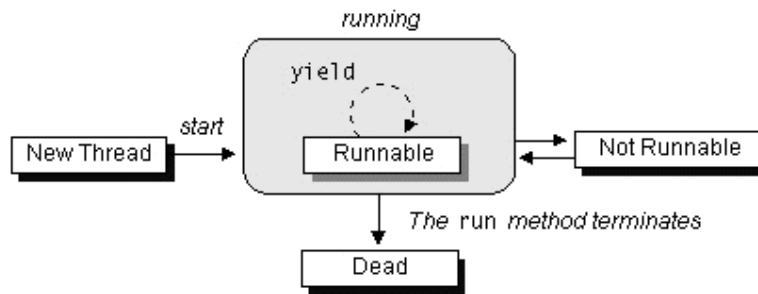 running
yield
start
New Thread
Runnable
Not Runnable
The run method terminates
Dead